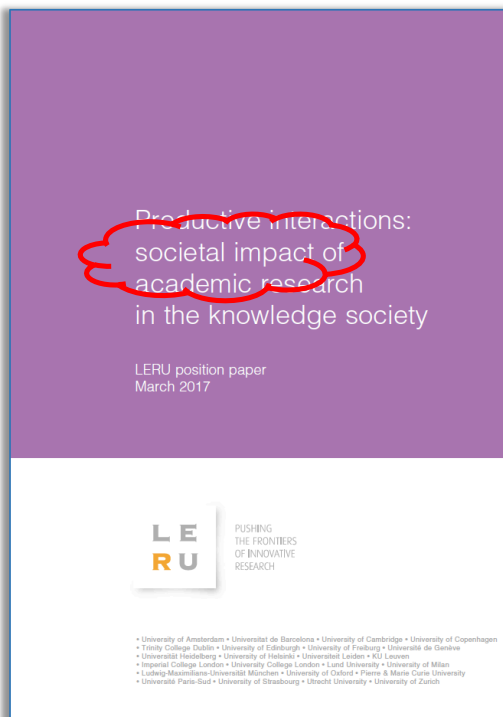 Productive interactions:
societal impact of
academic research
in the knowledge society
LERU position paper
March 2017
L E
R U
PUSHING
THE FRONTIERS
OF INNOVATIVE
RESEARCH
• University of Amsterdam • Universitat de Barcelona • University of Cambridge • University of Copenhagen
• Trinity College Dublin • University of Edinburgh • University of Freiburg • Université de Genève
• Universität Heidelberg • University of Helsinki • Universiteit Leiden • KU Leuven
• Imperial College London • University College London • Lund University • University of Milan
• Ludwig-Maximilians-Universität München • University of Oxford • Pierre & Marie Curie University
• Université Paris-Sud • University of Strasbourg • Utrecht University • University of Zurich